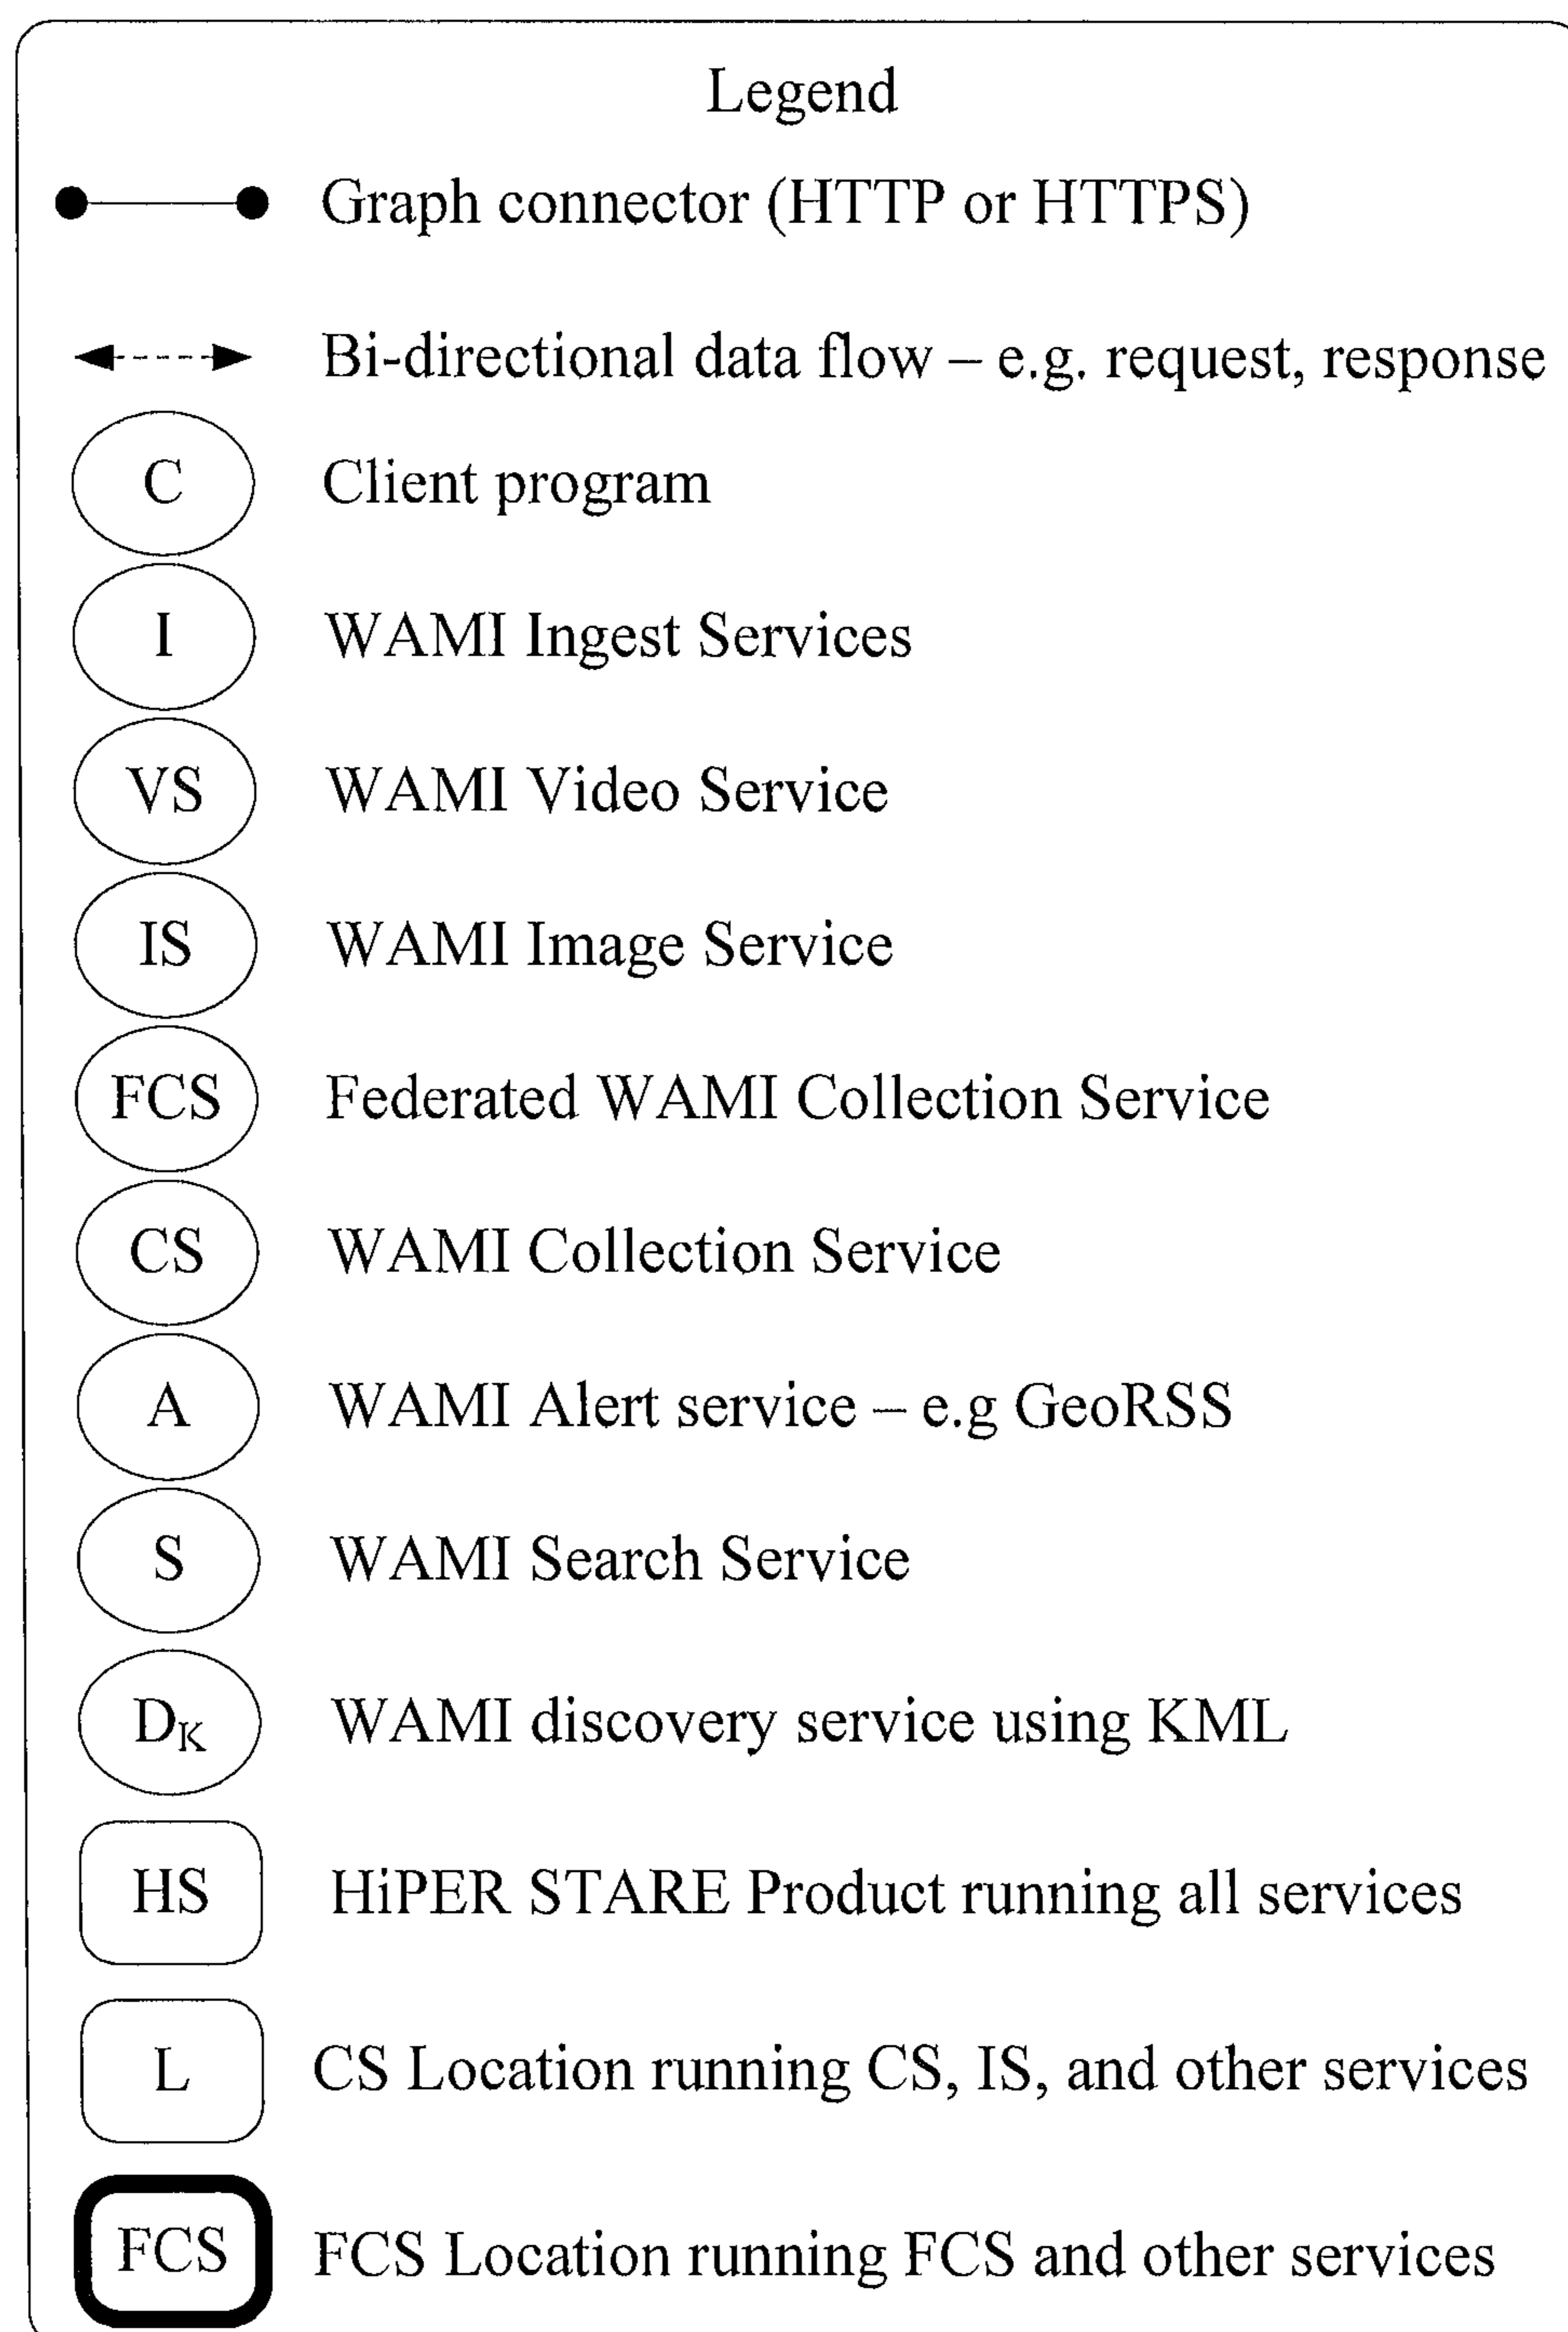 Legend
Graph connector (HTTP or HTTPS)
Bi-directional data flow – e.g. request, response
C Client program
I WAMI Ingest Services
VS WAMI Video Service
IS WAMI Image Service
FCS Federated WAMI Collection Service
CS WAMI Collection Service
A WAMI Alert service – e.g GeoRSS
S WAMI Search Service
DK WAMI discovery service using KML
HS HiPER STARE Product running all services
L CS Location running CS, IS, and other services
FCS FCS Location running FCS and other services